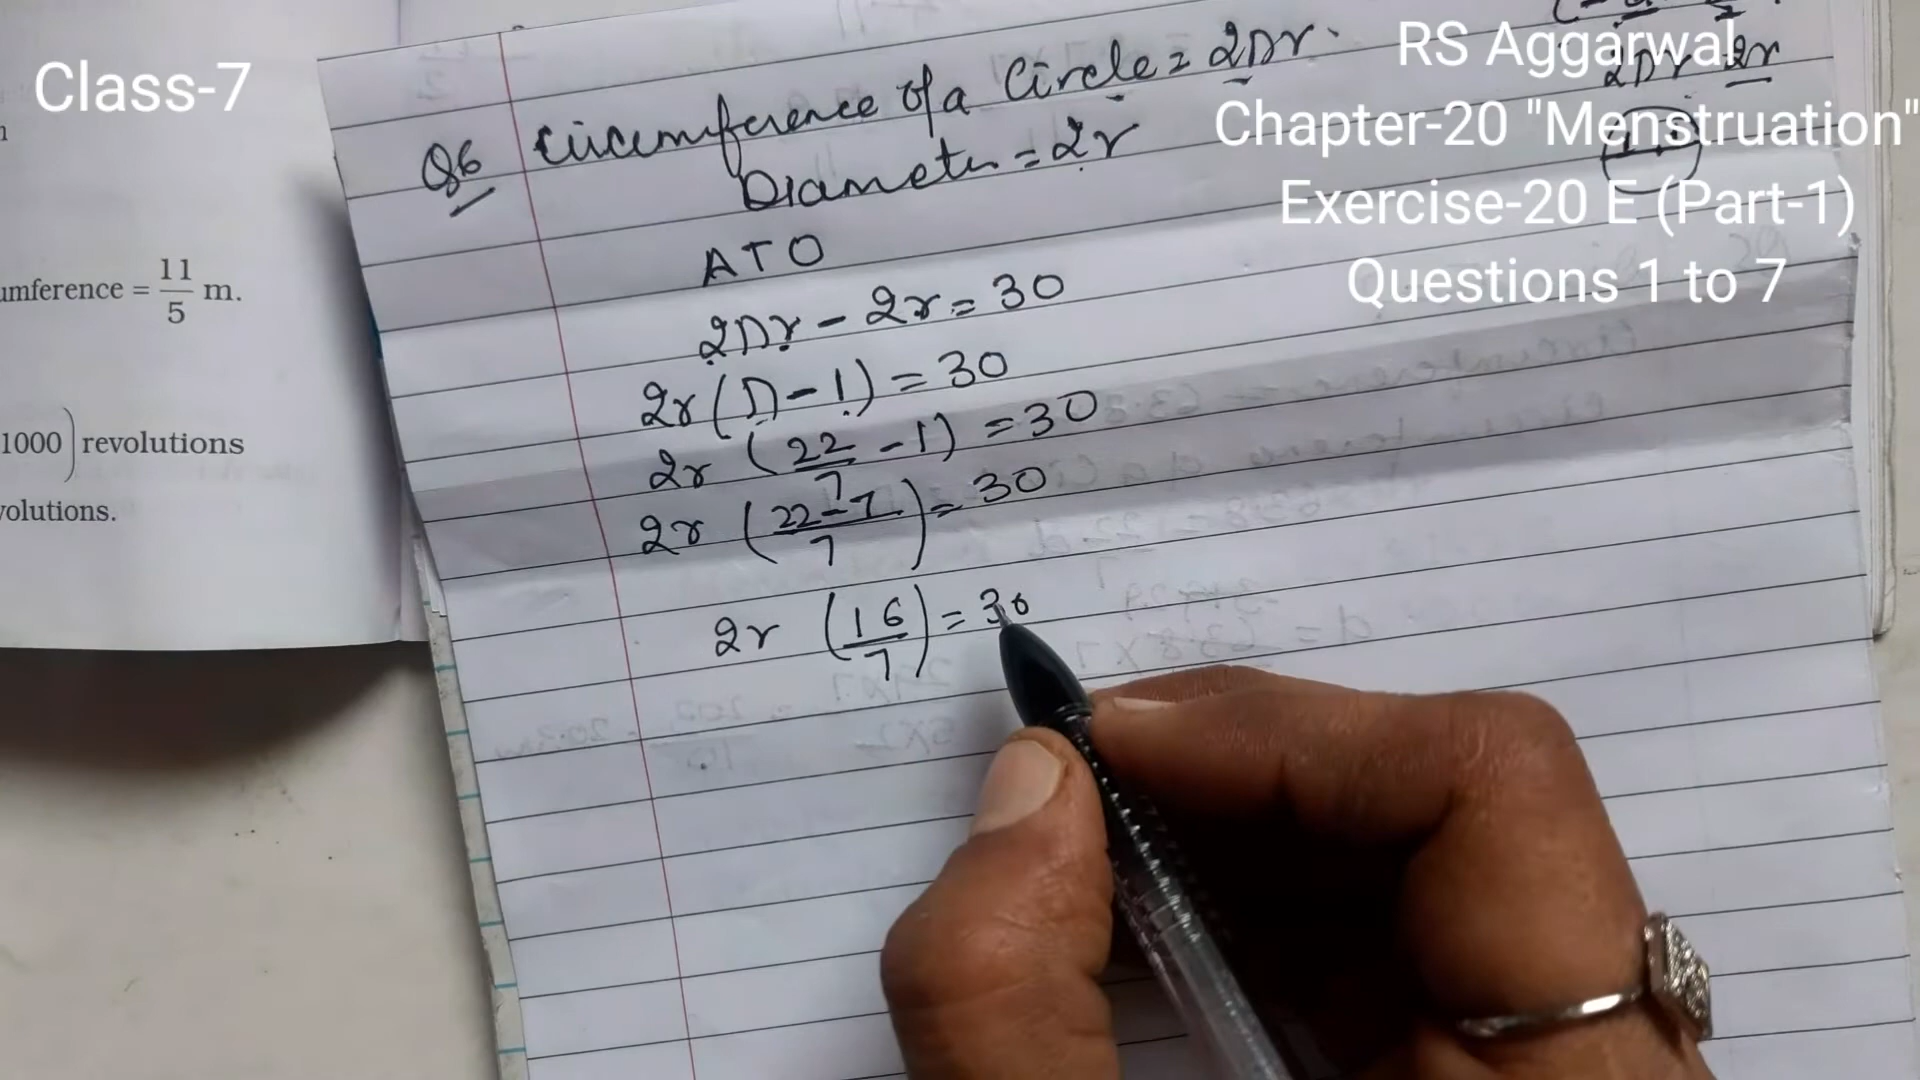 Class-7
RS Aggarwal
Chapter-20 "Menstruation"
Exercise-20 E (Part-1)
Questions 1 to 7
umference = 11/5 m.
1000) revolutions
volutions.
Q6 Circumference of a Circle = 2πr.
Diameter = 2r
ATQ
2πr - 2r = 30
2r (π - 1) = 30
2r (22/7 - 1) = 30
2r (22-7/7) = 30
2r (16/7) = 30
2πr 2r